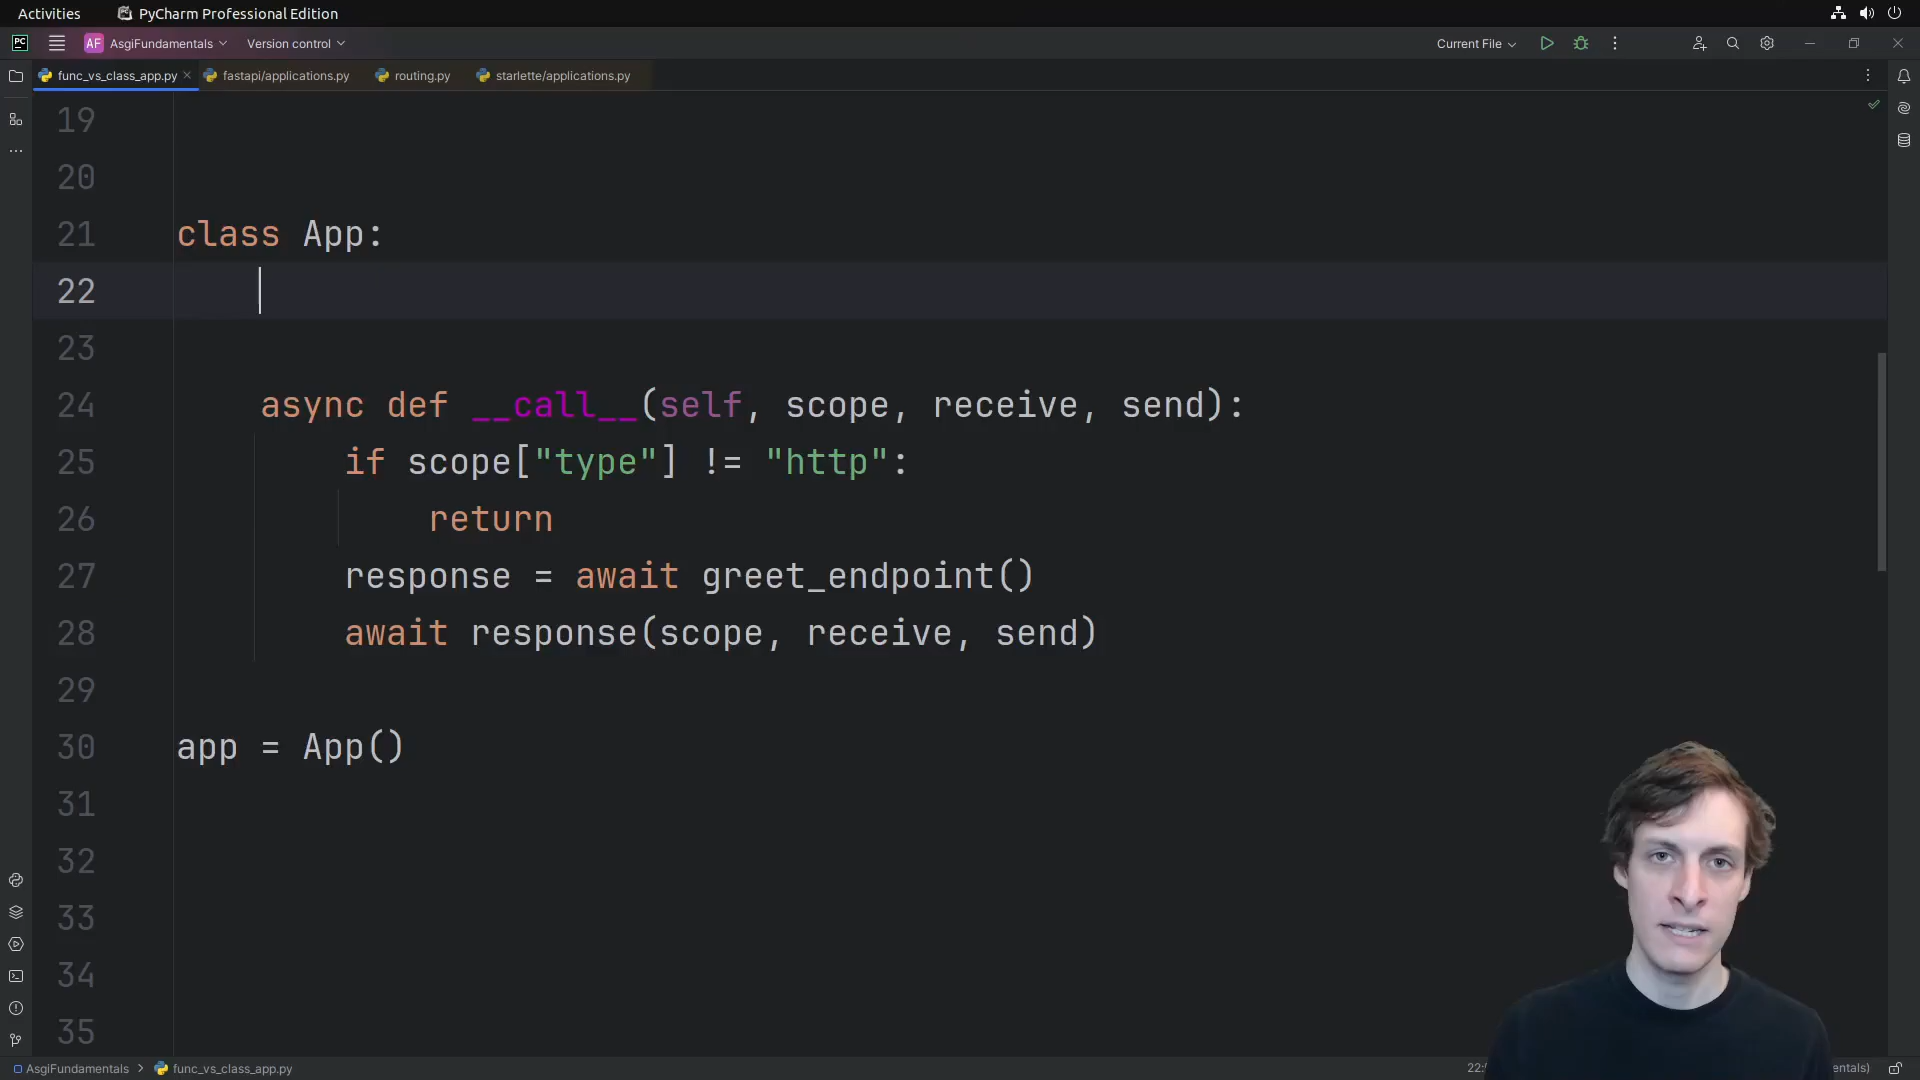 Activities PyCharm Professional Edition
PC AF AsgiFundamentals Version control Current File
func_vs_class_app.py fastapi/applications.py routing.py starlette/applications.py
19
20
21 class App:
22
23
24 async def __call__(self, scope, receive, send):
25 if scope["type"] != "http":
26 return
27 response = await greet_endpoint()
28 await response(scope, receive, send)
29
30 app = App()
31
32
33
34
35
AsgiFundamentals func_vs_class_app.py 22: entals)